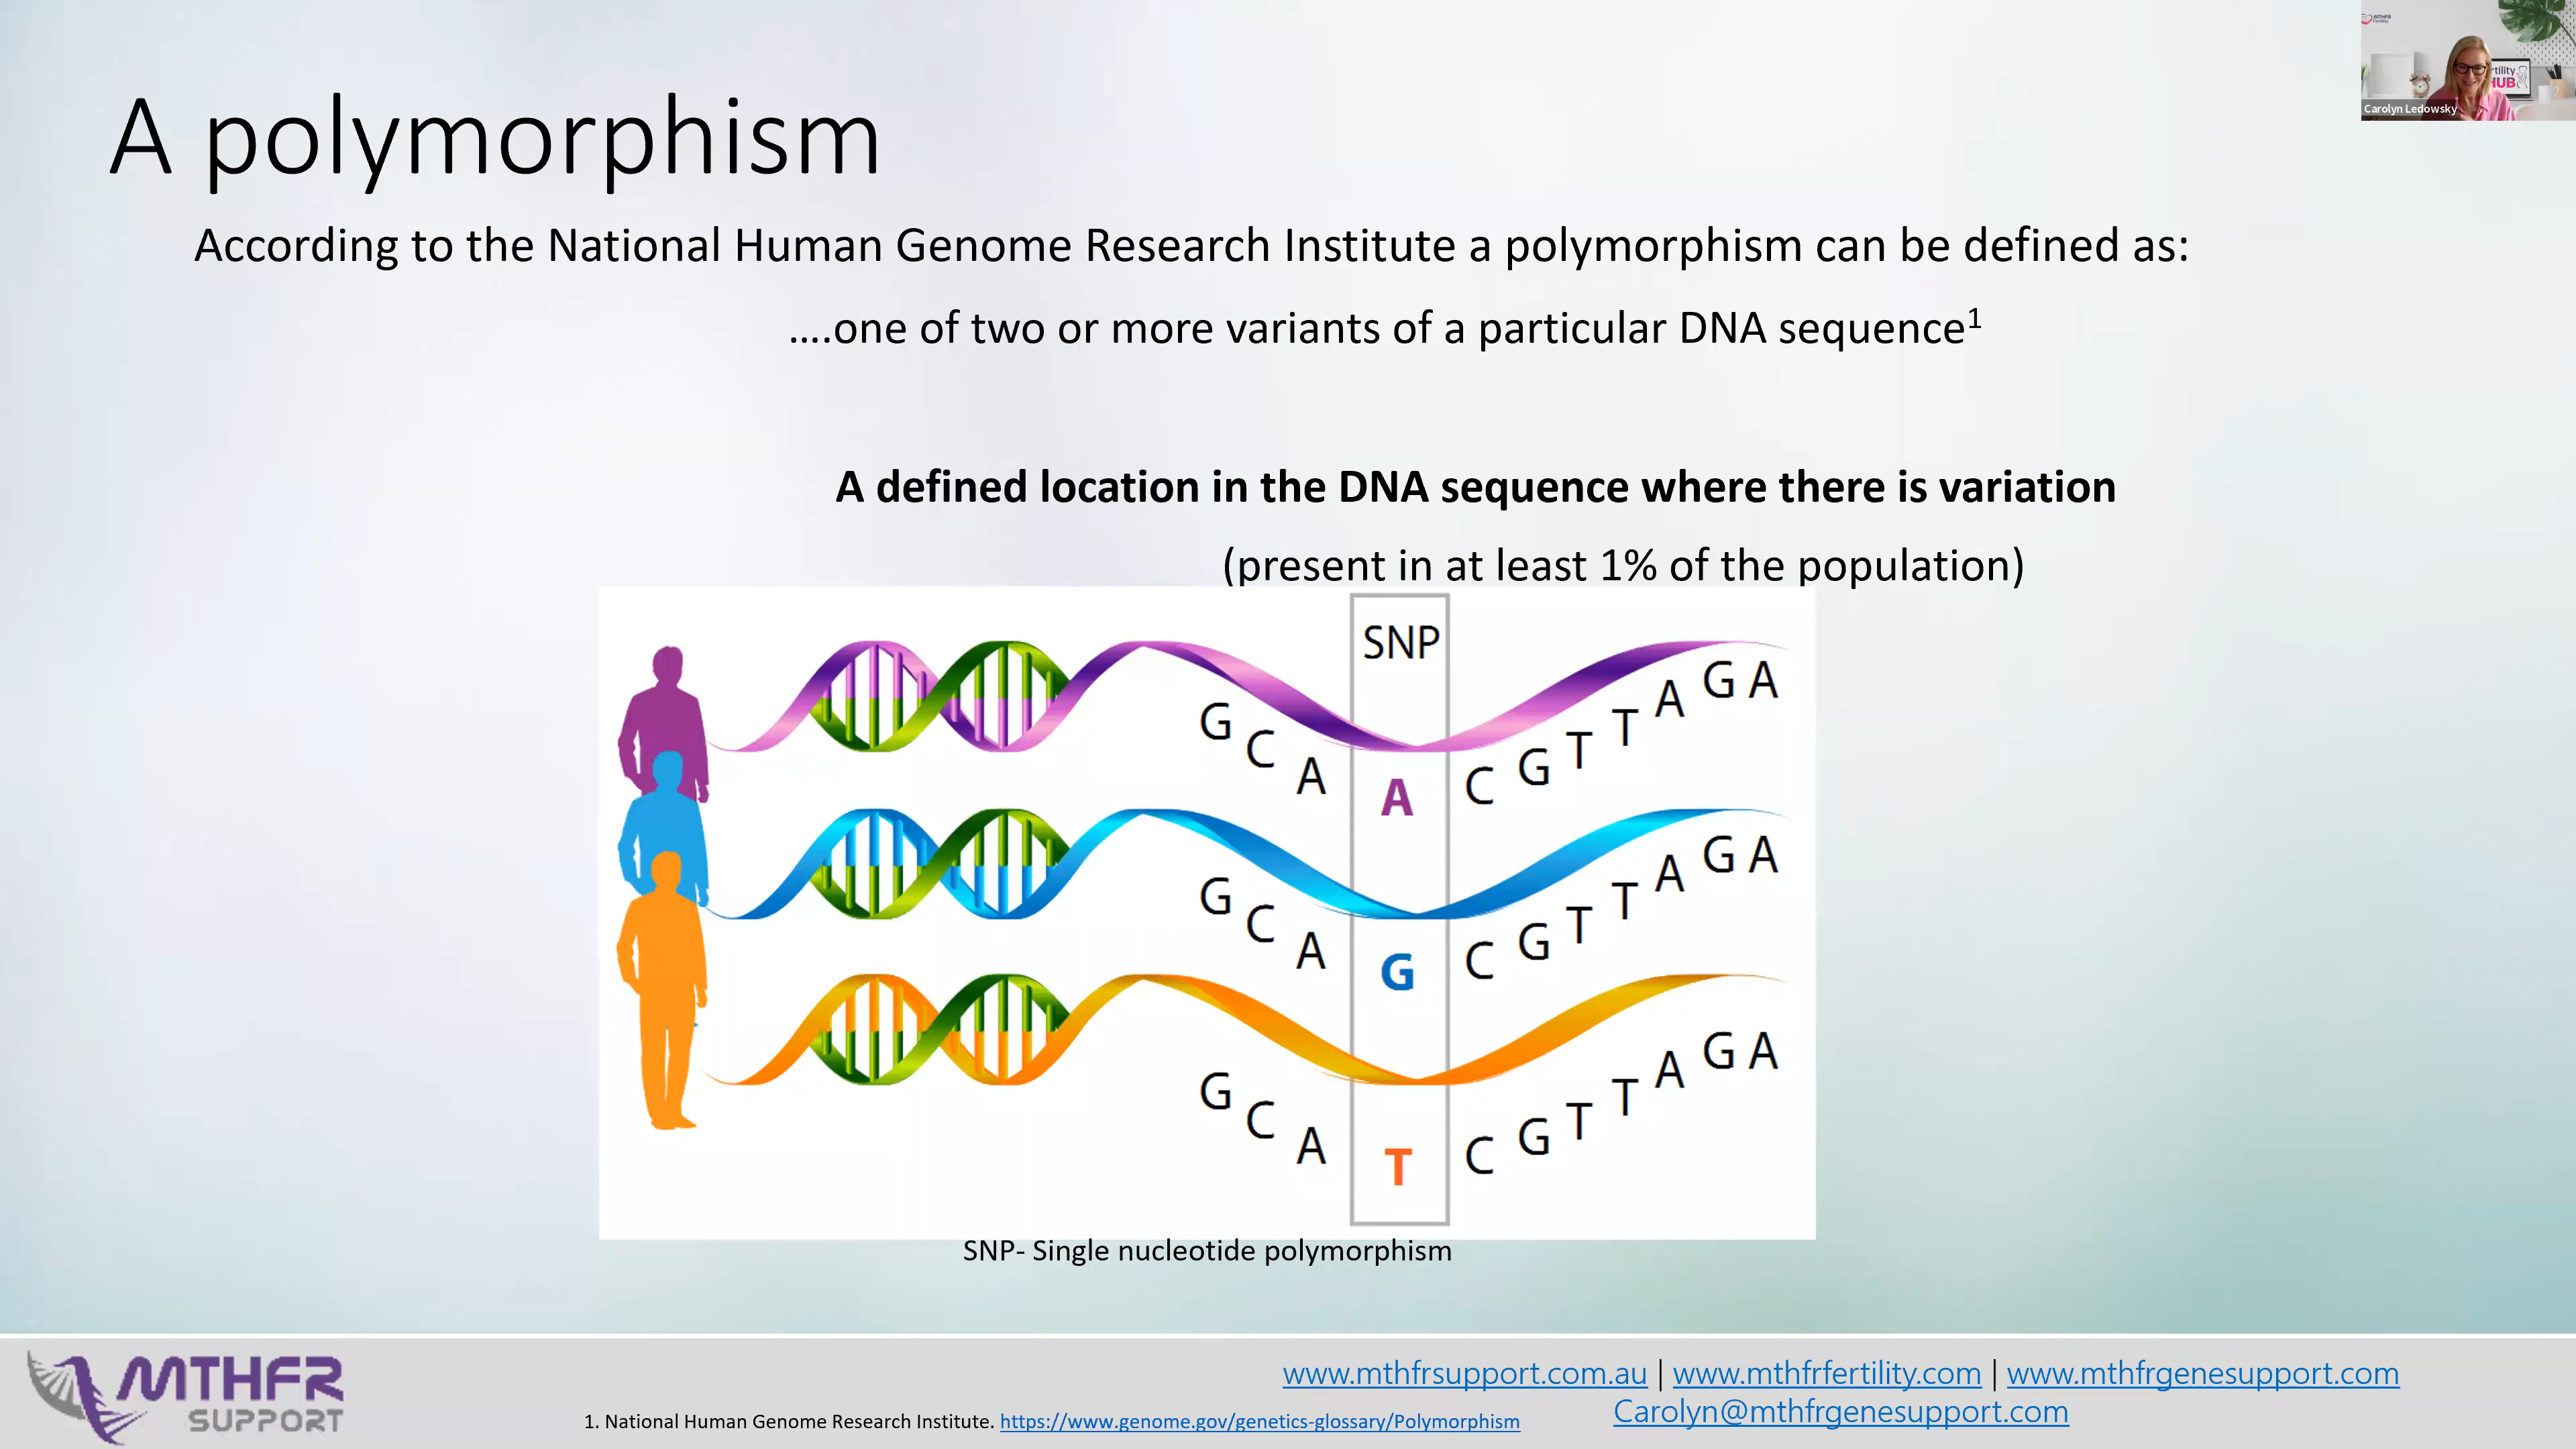 A polymorphism
According to the National Human Genome Research Institute a polymorphism can be defined as:
....one of two or more variants of a particular DNA sequence1
A defined location in the DNA sequence where there is variation
(present in at least 1% of the population)
SNP
G C A A C G T T A G A
G C A G C G T T A G A
G C A T C G T T A G A
SNP- Single nucleotide polymorphism
MTHFR
SUPPORT
1. National Human Genome Research Institute. https://www.genome.gov/genetics-glossary/Polymorphism
www.mthfrsupport.com.au | www.mthfrfertility.com | www.mthfrgenesupport.com
Carolyn@mthfrgenesupport.com
MTHFR
Fertility
tility
HUB
Carolyn Ledowsky